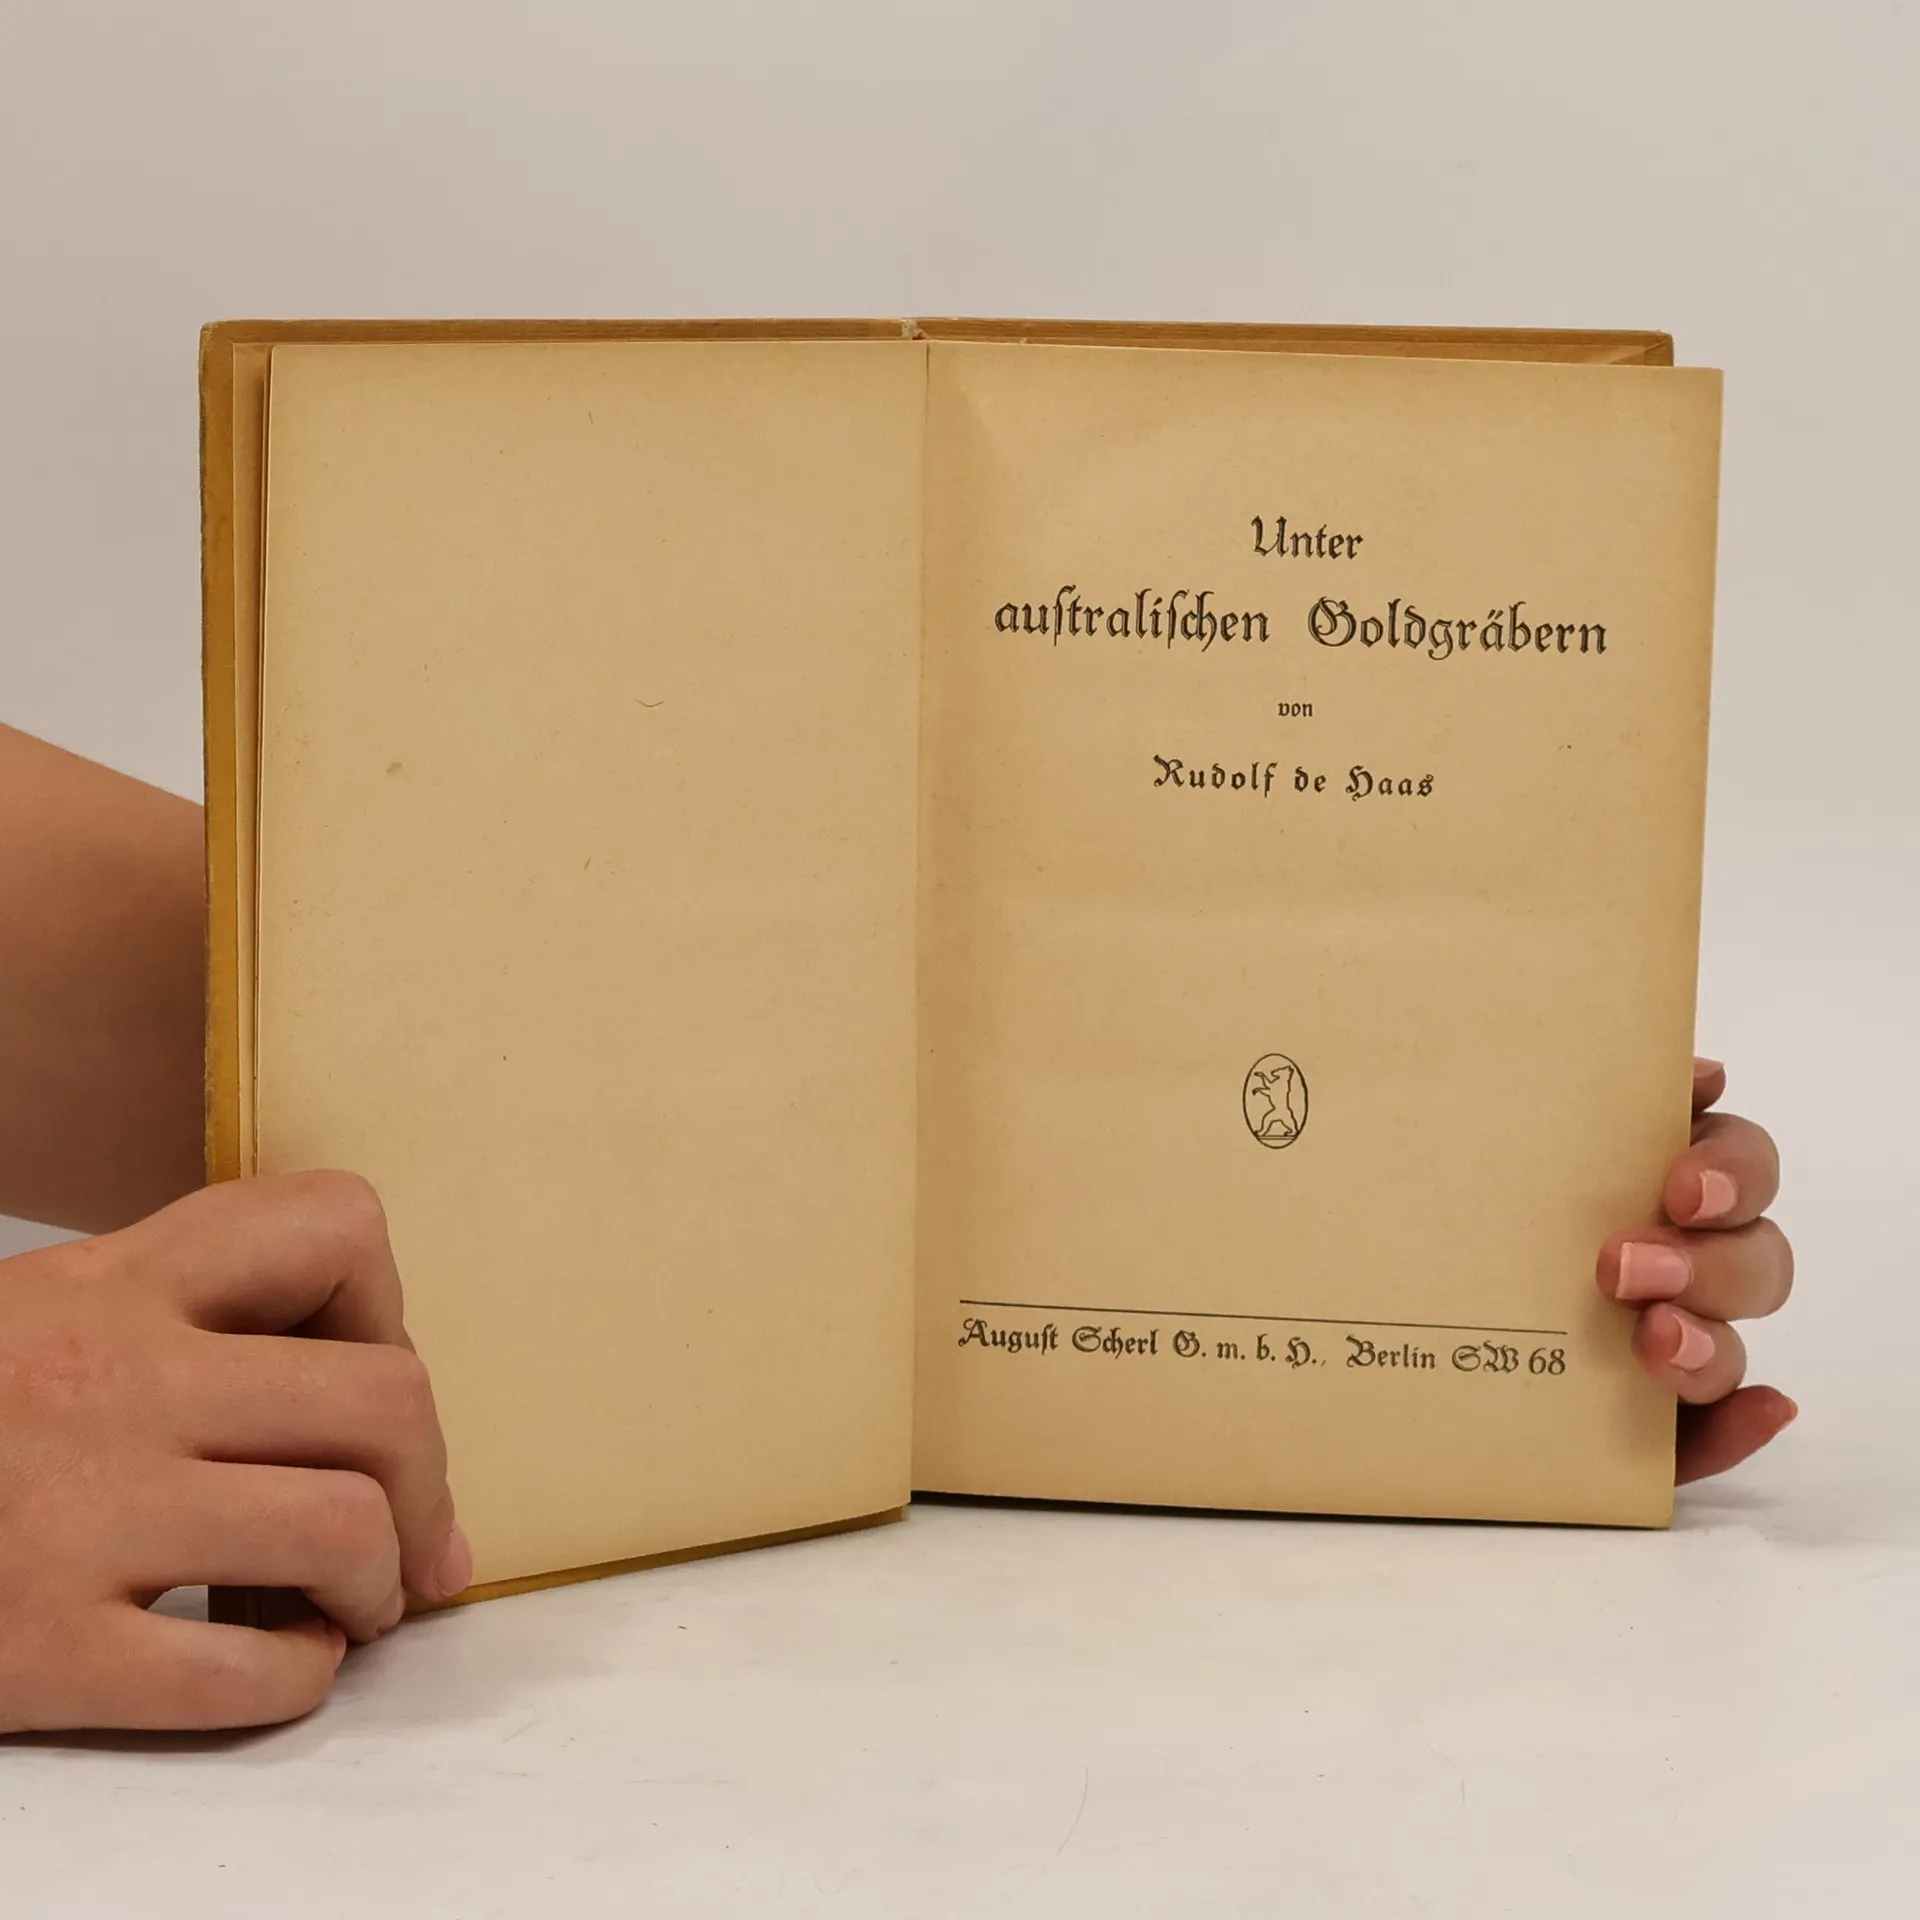 Unter
auſtraliſchen Goldgräbern
von
Rudolf de Haas
Auguſt Scherl G. m. b. H., Berlin SW 68